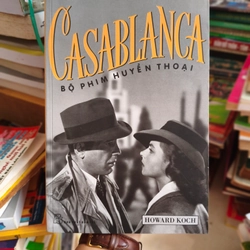 CASABLANCA
BỘ PHIM HUYỀN THOẠI
HOWARD KOCH